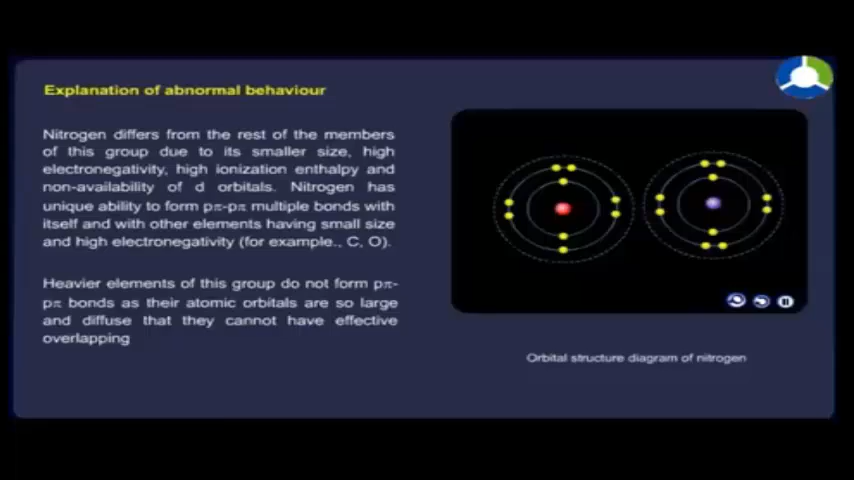 Explanation of abnormal behaviour
Nitrogen differs from the rest of the members
of this group due to its smaller size, high
electronegativity, high ionization enthalpy and
non-availability of d orbitals. Nitrogen has
unique ability to form pπ-pπ multiple bonds with
itself and with other elements having small size
and high electronegativity (for example., C, O).
Heavier elements of this group do not form pπ-
pπ bonds as their atomic orbitals are so large
and diffuse that they cannot have effective
overlapping
Orbital structure diagram of nitrogen